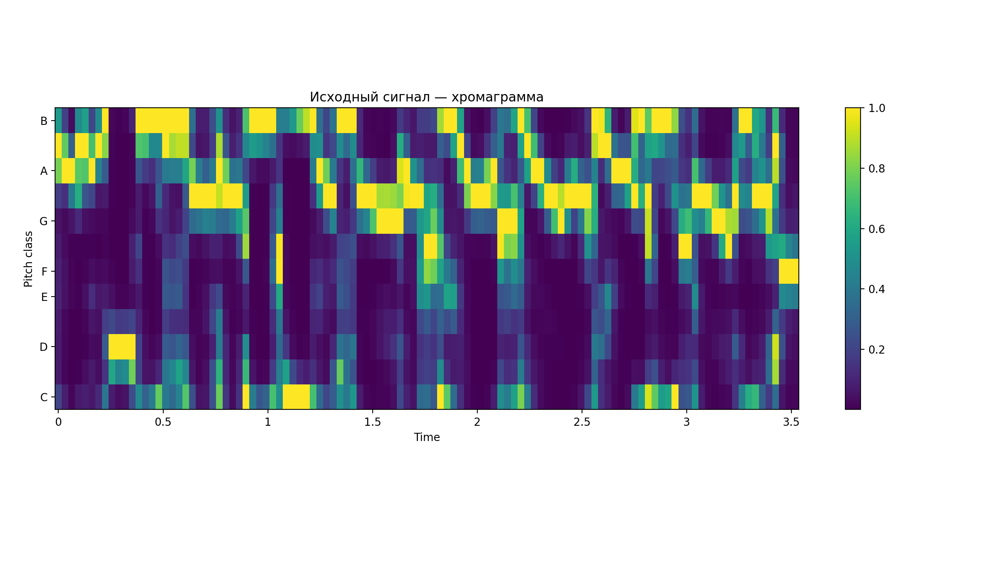 Исходный сигнал — хромаграмма
Pitch class
B
A
G
F
E
D
C
0 0.5 1 1.5 2 2.5 3 3.5
Time
1.0
0.8
0.6
0.4
0.2